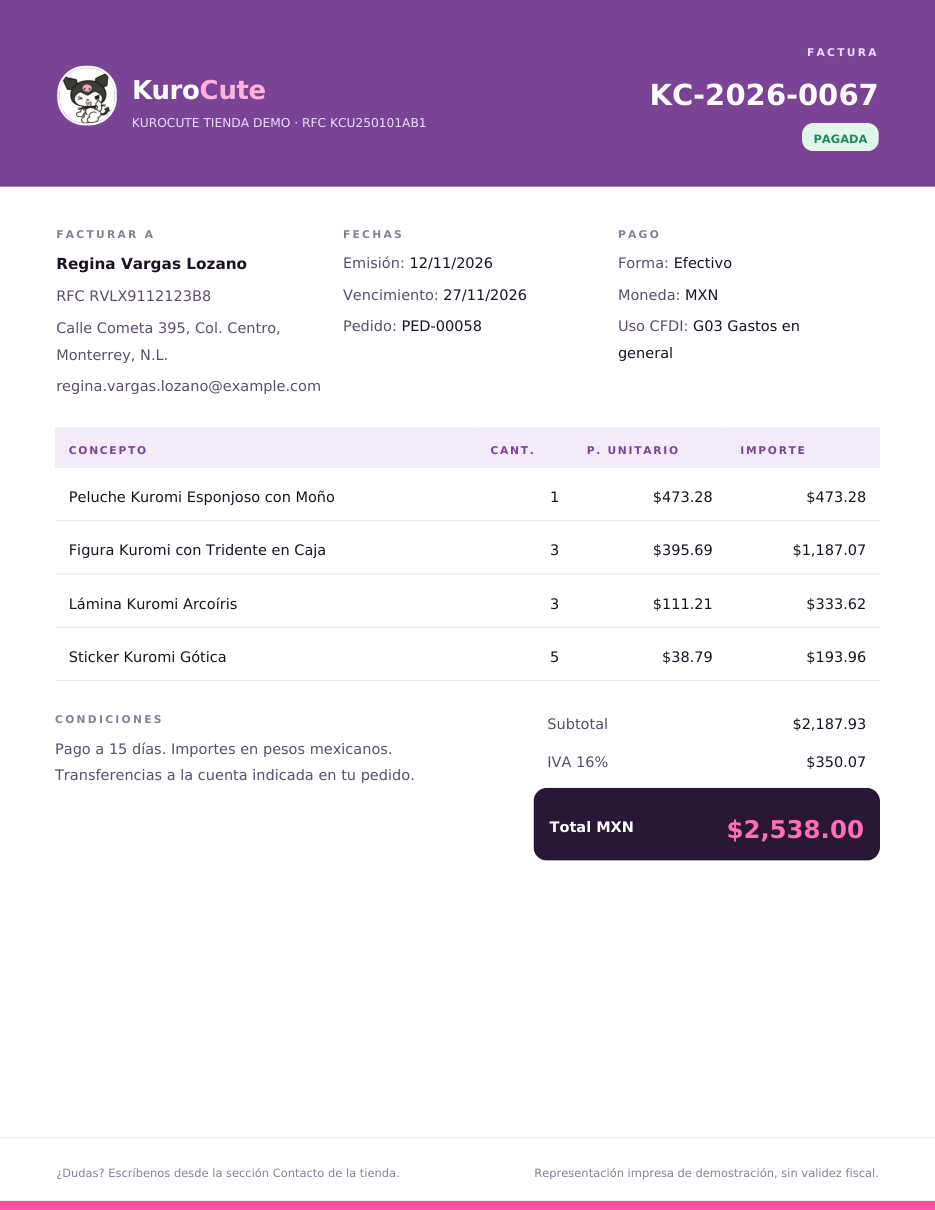 FACTURA
KuroCute
KC-2026-0067
KUROCUTE TIENDA DEMO · RFC KCU250101AB1
PAGADA
FACTURAR A
Regina Vargas Lozano
RFC RVLX9112123B8
Calle Cometa 395, Col. Centro,
Monterrey, N.L.
regina.vargas.lozano@example.com
FECHAS
Emisión: 12/11/2026
Vencimiento: 27/11/2026
Pedido: PED-00058
PAGO
Forma: Efectivo
Moneda: MXN
Uso CFDI: G03 Gastos en
general
CONCEPTO CANT. P. UNITARIO IMPORTE
Peluche Kuromi Esponjoso con Moño 1 $473.28 $473.28
Figura Kuromi con Tridente en Caja 3 $395.69 $1,187.07
Lámina Kuromi Arcoíris 3 $111.21 $333.62
Sticker Kuromi Gótica 5 $38.79 $193.96
CONDICIONES
Pago a 15 días. Importes en pesos mexicanos.
Transferencias a la cuenta indicada en tu pedido.
Subtotal $2,187.93
IVA 16% $350.07
Total MXN $2,538.00
¿Dudas? Escríbenos desde la sección Contacto de la tienda.
Representación impresa de demostración, sin validez fiscal.